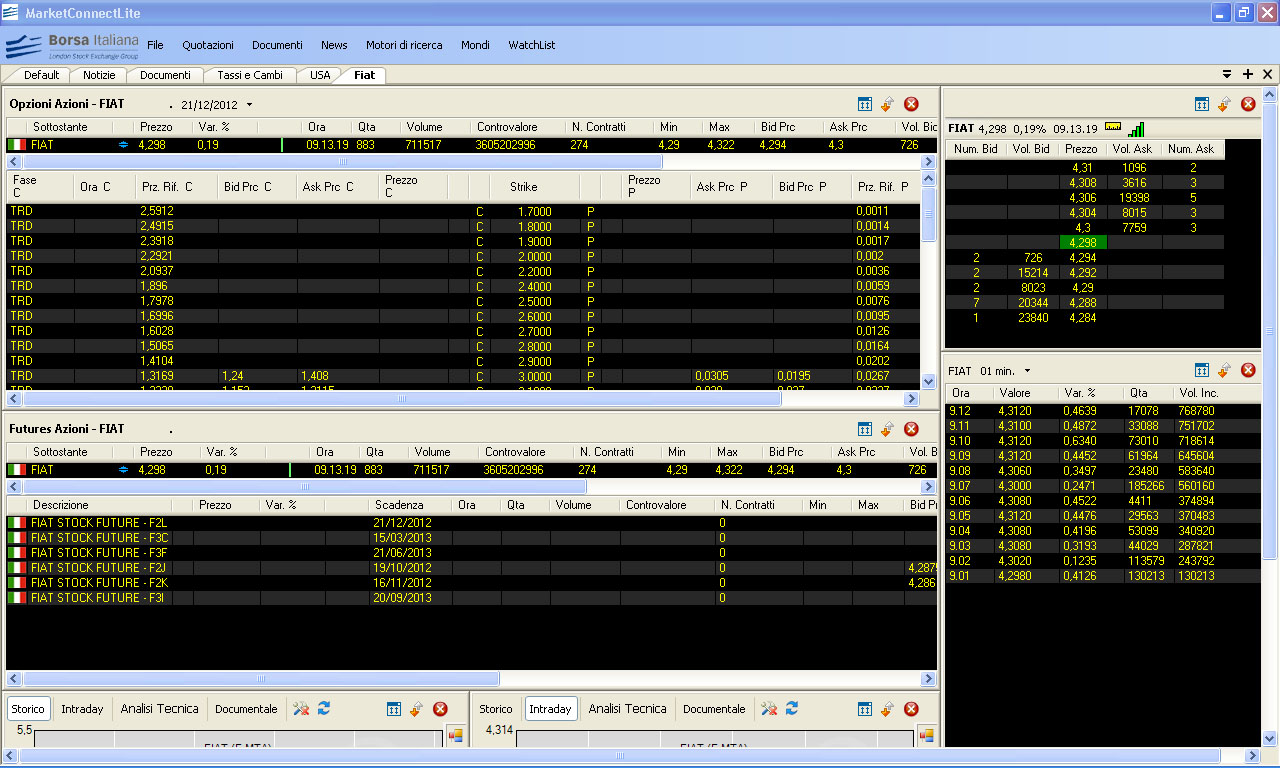 MarketConnectLite
Borsa Italiana
London Stock Exchange Group
File Quotazioni Documenti News Motori di ricerca Mondi Watchlist
Default Notizie Documenti Tassi e Cambi USA Fiat
Opzioni Azioni - FIAT . 21/12/2012
Sottostante Prezzo Var. % Ora Qta Volume Controvalore N. Contratti Min Max Bid Prc Ask Prc Vol. Bid
FIAT 4,298 0,19 09.13.19 883 711517 3605202996 274 4,29 4,322 4,294 4,3 726
Fase C Ora C Prz. Rif. C Bid Prc C Ask Prc C Prezzo C Strike Prezzo P Ask Prc P Bid Prc P Prz. Rif. P
TRD 2,5912 C 1.7000 P 0,0011
TRD 2,4915 C 1.8000 P 0,0014
TRD 2,3918 C 1.9000 P 0,0017
TRD 2,2921 C 2.0000 P 0,002
TRD 2,0937 C 2.2000 P 0,0036
TRD 1,896 C 2.4000 P 0,0059
TRD 1,7978 C 2.5000 P 0,0076
TRD 1,6996 C 2.6000 P 0,0095
TRD 1,6028 C 2.7000 P 0,0126
TRD 1,5065 C 2.8000 P 0,0164
TRD 1,4104 C 2.9000 P 0,0202
TRD 1,3169 1,24 1,408 C 3.0000 P 0,0305 0,0195 0,0267
Futures Azioni - FIAT .
Sottostante Prezzo Var. % Ora Qta Volume Controvalore N. Contratti Min Max Bid Prc Ask Prc Vol. B
FIAT 4,298 0,19 09.13.19 883 711517 3605202996 274 4,29 4,322 4,294 4,3 726
Descrizione Prezzo Var. % Scadenza Ora Qta Volume Controvalore N. Contratti Min Max Bid Pr
FIAT STOCK FUTURE - F2L 21/12/2012 0
FIAT STOCK FUTURE - F3C 15/03/2013 0
FIAT STOCK FUTURE - F3F 21/06/2013 0
FIAT STOCK FUTURE - F2J 19/10/2012 0 4,2875
FIAT STOCK FUTURE - F2K 16/11/2012 0 4,286
FIAT STOCK FUTURE - F3I 20/09/2013 0
Storico Intraday Analisi Tecnica Documentale
5,5
Storico Intraday Analisi Tecnica Documentale
4,314
FIAT 4,298 0,19% 09.13.19
Num. Bid Vol. Bid Prezzo Vol. Ask Num. Ask
4,31 1096 2
4,308 3616 3
4,306 19398 5
4,304 8015 3
4,3 7759 3
4,298
2 726 4,294
2 15214 4,292
2 8023 4,29
7 20344 4,288
1 23840 4,284
FIAT 01 min.
Ora Valore Var. % Qta Vol. Inc.
9.12 4,3120 0,4639 17078 768780
9.11 4,3100 0,4872 33088 751702
9.10 4,3120 0,6340 73010 718614
9.09 4,3120 0,4452 61964 645604
9.08 4,3060 0,3497 23480 583640
9.07 4,3000 0,2471 185266 560160
9.06 4,3080 0,4522 4411 374894
9.05 4,3120 0,4476 29563 370483
9.04 4,3080 0,4196 53099 340920
9.03 4,3080 0,3193 44029 287821
9.02 4,3020 0,1235 113579 243792
9.01 4,2980 0,4126 130213 130213